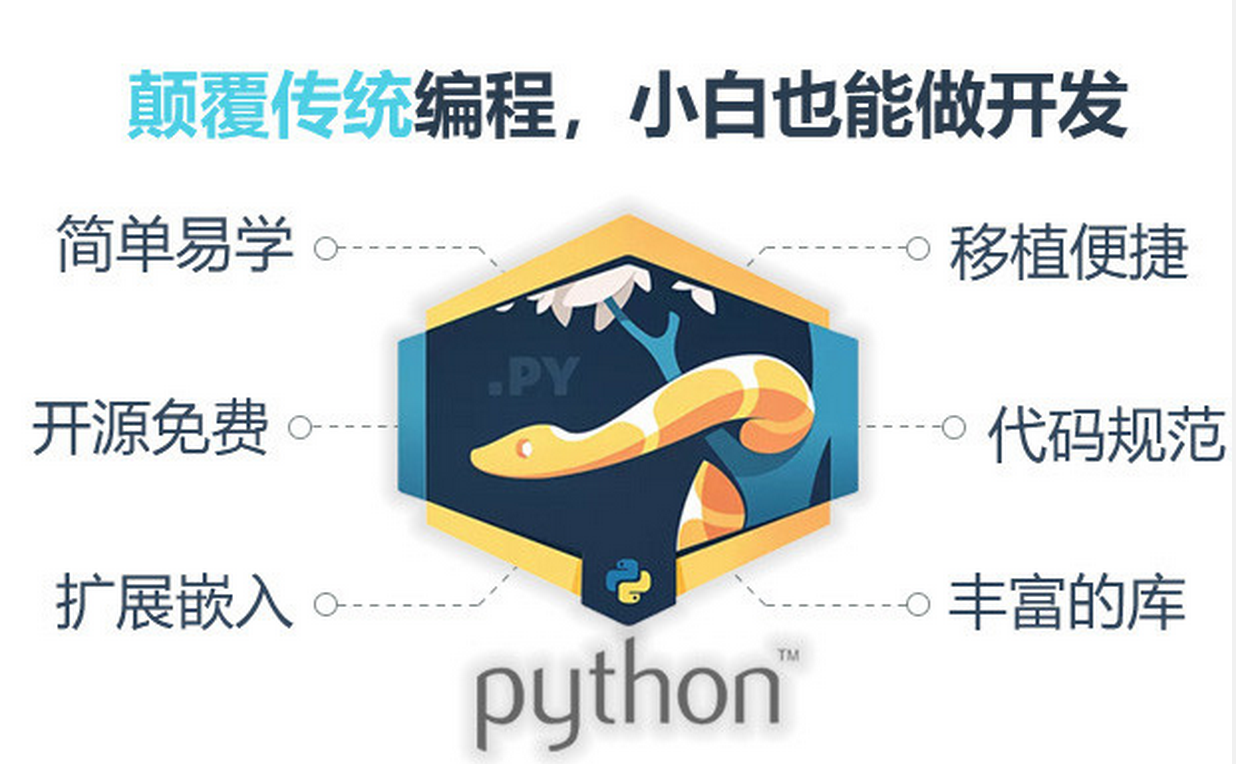 颠覆传统编程，小白也能做开发
简单易学
移植便捷
.PY
开源免费
代码规范
扩展嵌入
丰富的库
python™